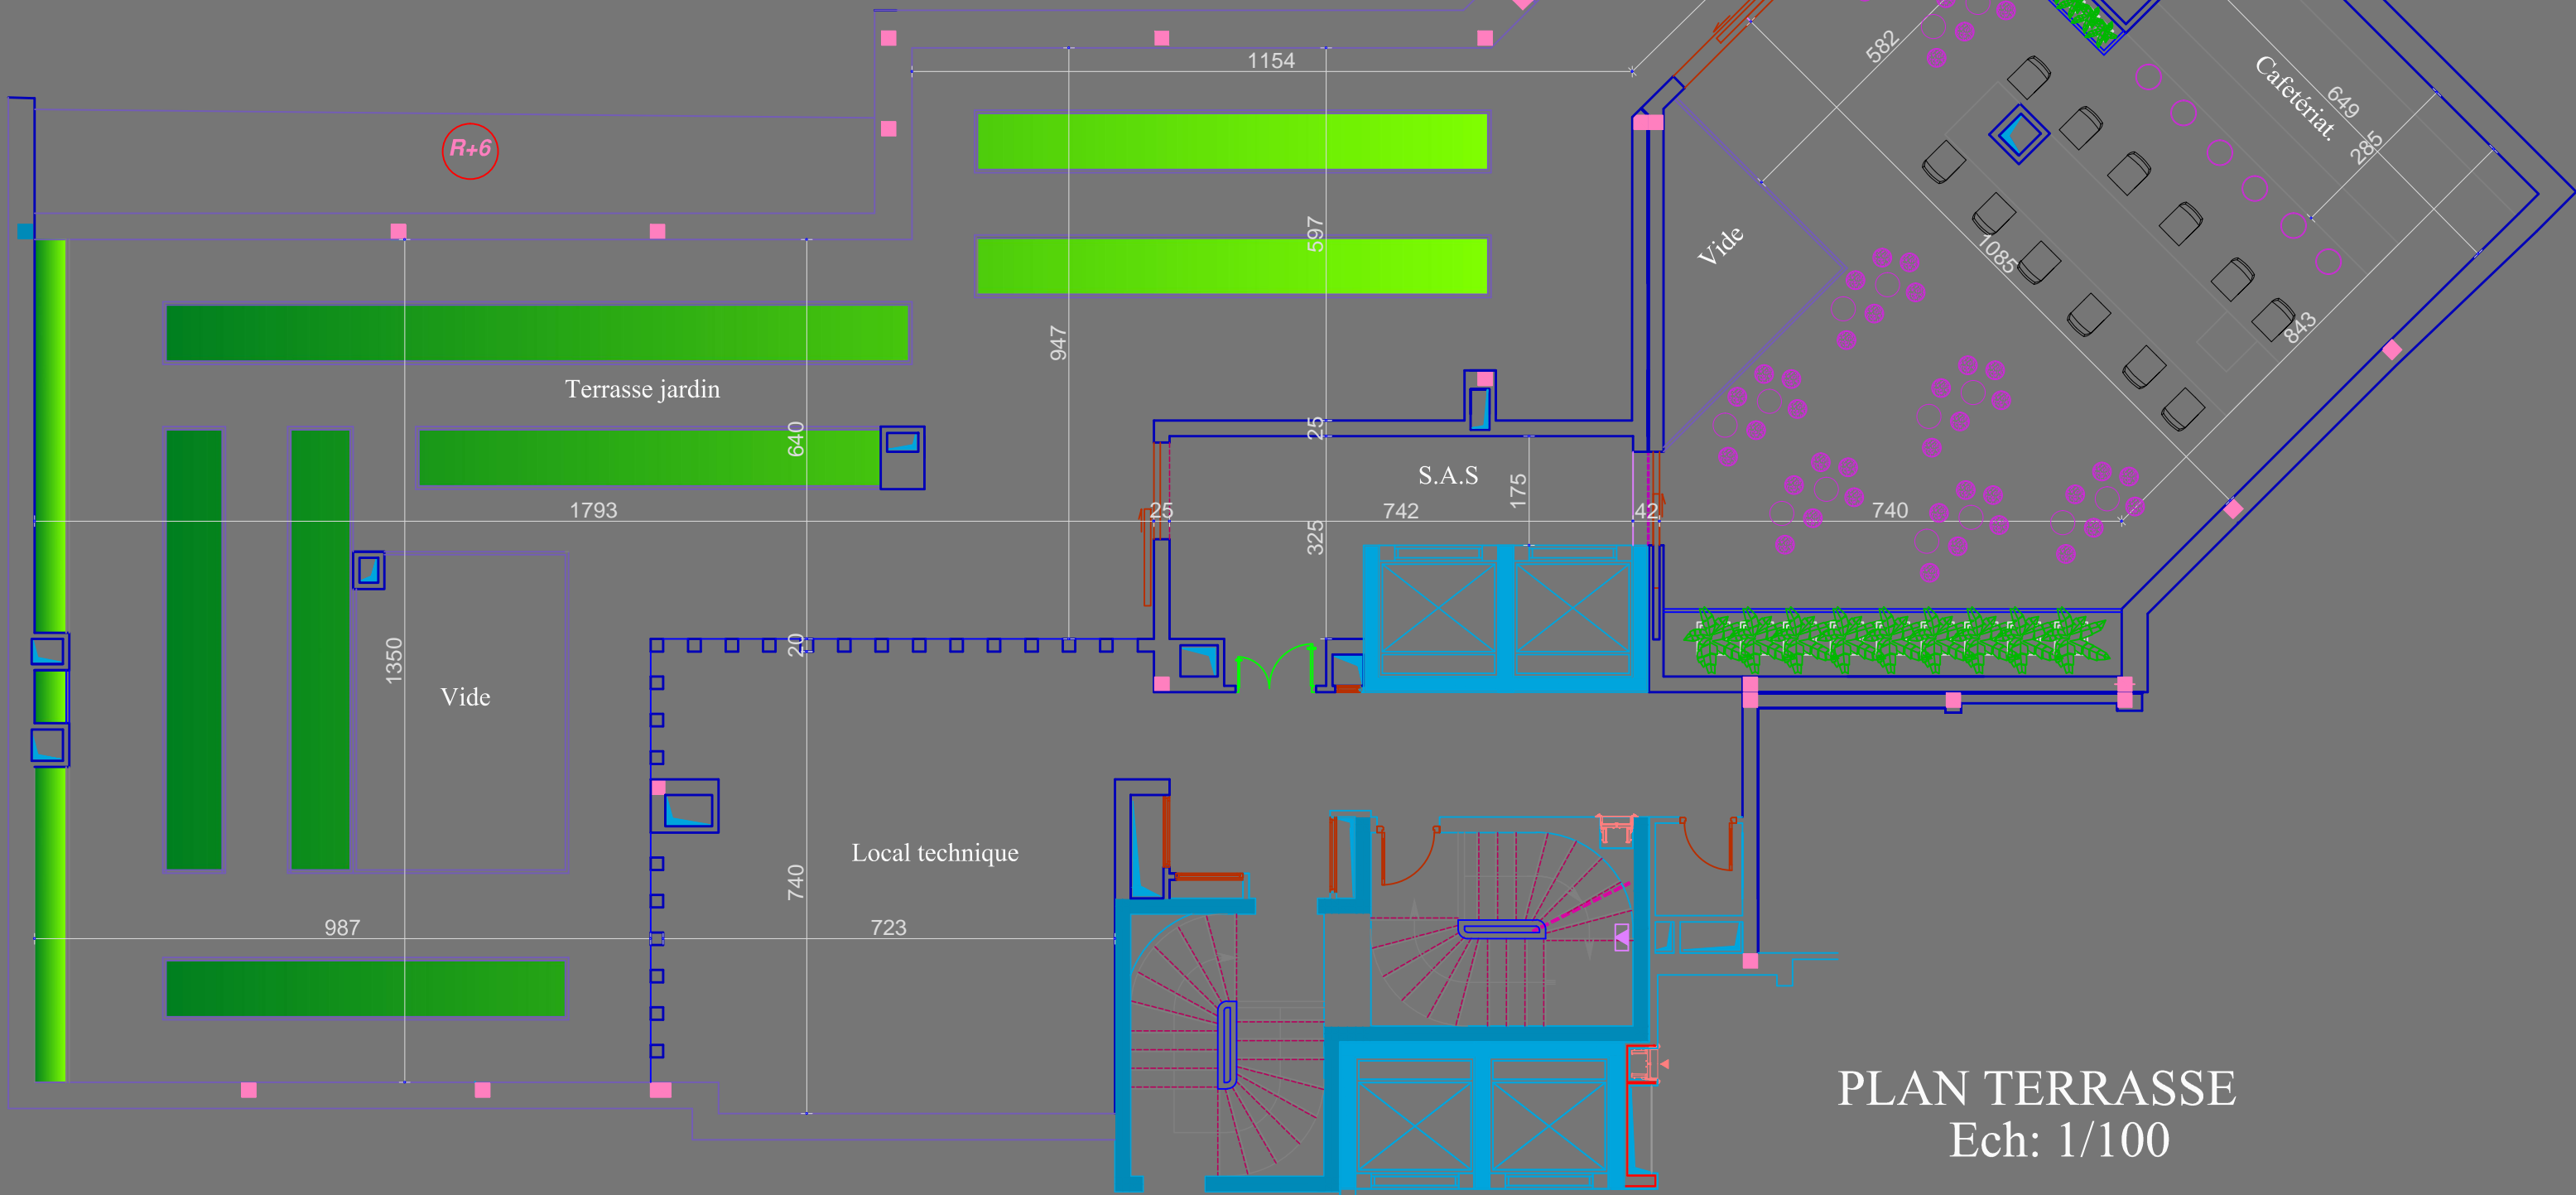 1154
582
Cafetériat.
649
285
R+6
597
Vide
1085
843
947
Terrasse jardin
640
25
S.A.S
175
1793
25
742
42
740
325
20
1350
Vide
Local technique
740
987
723
PLAN TERRASSE
Ech: 1/100